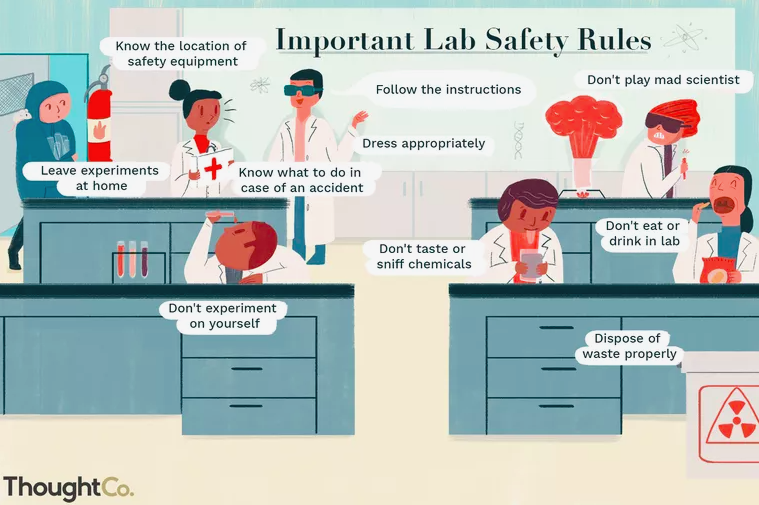 Important Lab Safety Rules
Know the location of
safety equipment
Follow the instructions
Don't play mad scientist
Dress appropriately
Leave experiments
at home
Know what to do in
case of an accident
Don't taste or
sniff chemicals
Don't eat or
drink in lab
Don't experiment
on yourself
Dispose of
waste properly
ThoughtCo.